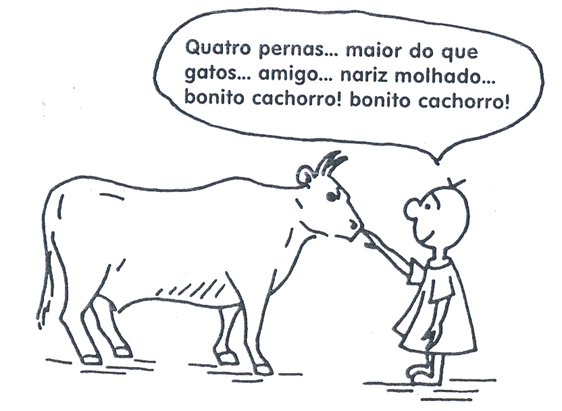 Quatro pernas... maior do que
gatos... amigo... nariz molhado...
bonito cachorro! bonito cachorro!